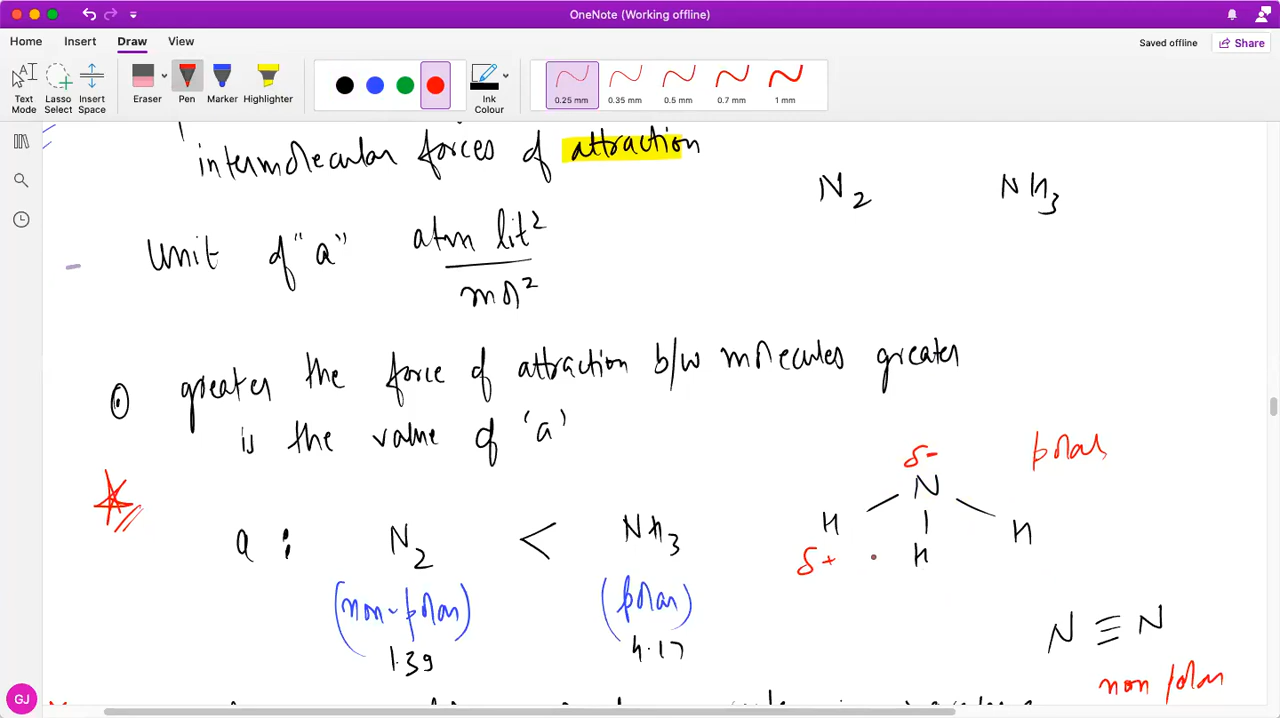 OneNote (Working offline)
Home Insert Draw View
Saved offline Share
Text Mode Lasso Select Insert Space Eraser Pen Marker Highlighter Ink Colour 0.25 mm 0.35 mm 0.5 mm 0.7 mm 1 mm
intermolecular forces of attraction
N2 NH3
Unit of "a" atm lit²
mol²
greater the force of attraction b/w molecules greater
is the value of 'a'
δ- polar
N
H H H
δ+
a : N2 < NH3
(non-polar) (polar)
1.39 4.17
N ≡ N
non polar
GJ